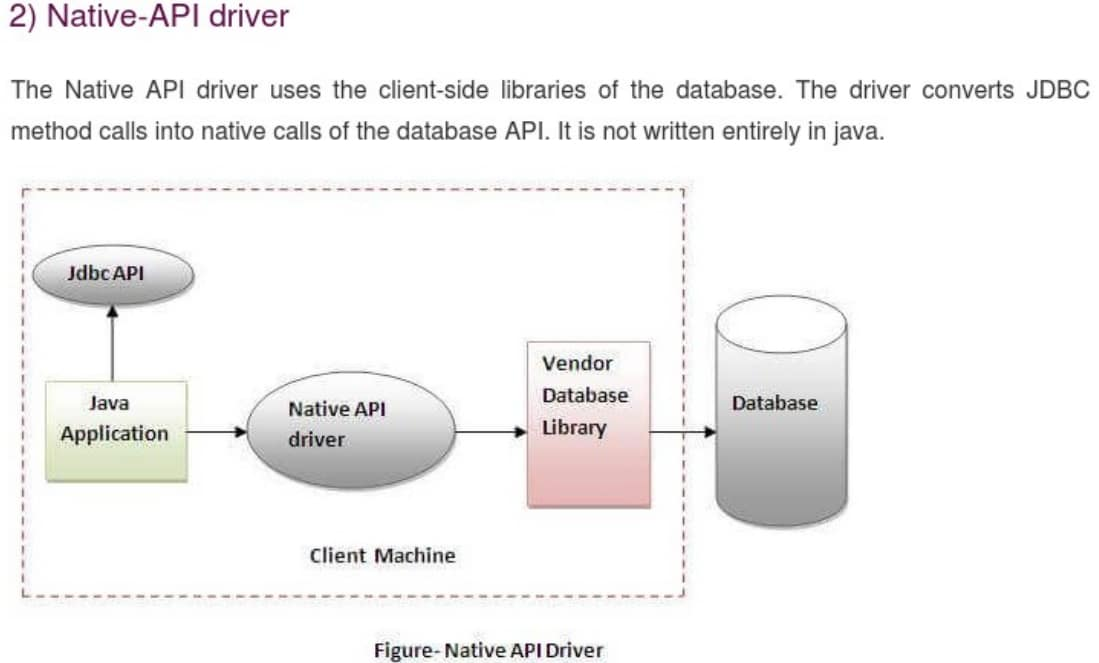 2) Native-API driver
The Native API driver uses the client-side libraries of the database. The driver converts JDBC
method calls into native calls of the database API. It is not written entirely in java.
Jdbc API
Java
Application
Native API
driver
Vendor
Database
Library
Database
Client Machine
Figure- Native API Driver